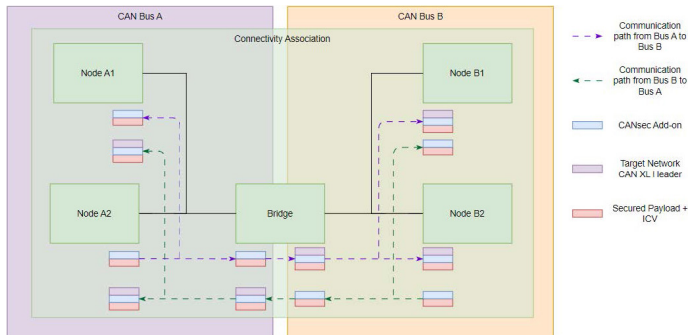 CAN Bus A
CAN Bus B
Connectivity Association
Node A1
Node B1
Node A2
Bridge
Node B2
Communication
path from Bus A to
Bus B
Communication
path from Bus B to
Bus A
CANsec Add-on
Target Network
CAN XL Header
Secured Payload +
ICV